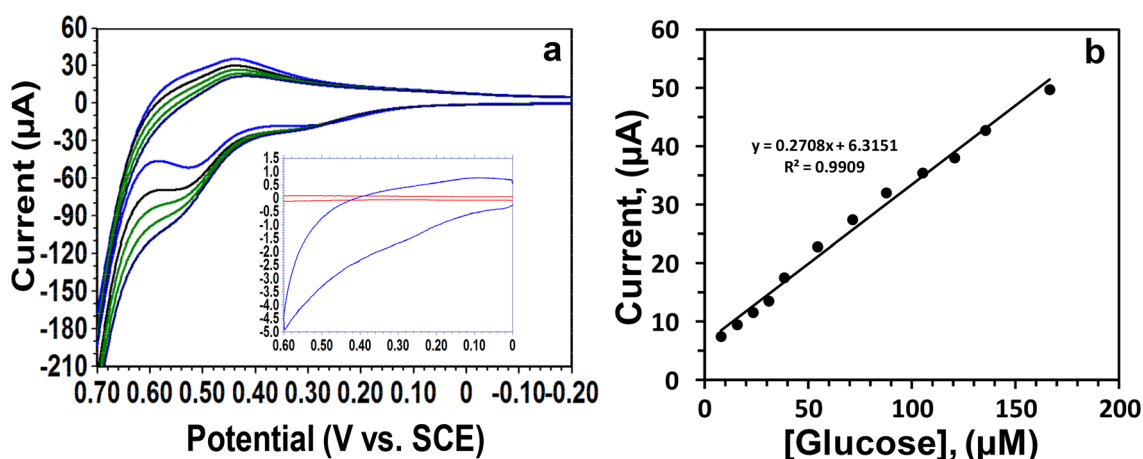 a
Current (µA)
60
30
0
-30
-60
-90
-120
-150
-180
-210
0.70 0.60 0.50 0.40 0.30 0.20 0.10 0 -0.10 -0.20
Potential (V vs. SCE)
1.5
1.0
0.5
0
-0.5
-1.0
-1.5
-2.0
-2.5
-3.0
-3.5
-4.0
-4.5
-5.0
0.60 0.50 0.40 0.30 0.20 0.10 0
b
Current, (µA)
60
50
40
30
20
10
0
y = 0.2708x + 6.3151
R² = 0.9909
0 50 100 150 200
[Glucose], (µM)